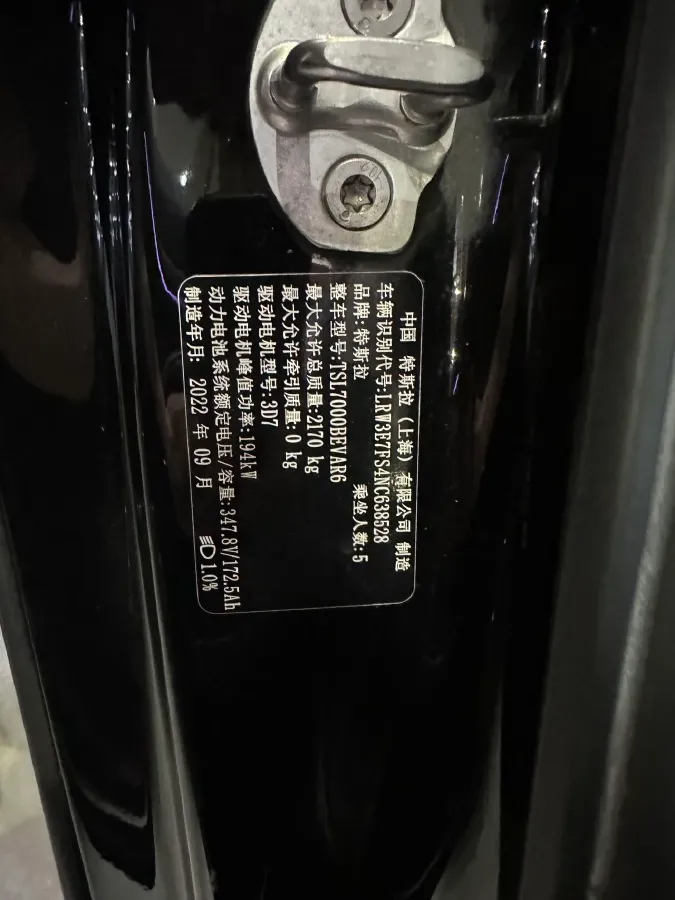 中国 特斯拉(上海)有限公司 制造
车辆识别代号:LRW3E7FS4NC638528
品牌:特斯拉 乘坐人数:5
整车型号:TSL7000BEVAR6
最大允许总质量:2170 kg
最大允许牵引质量:0 kg
驱动电机型号:3D7
驱动电机峰值功率:194kW
动力电池系统额定电压/容量:347.8V/172.5Ah
制造年月: 2022 年 09 月 1.0%